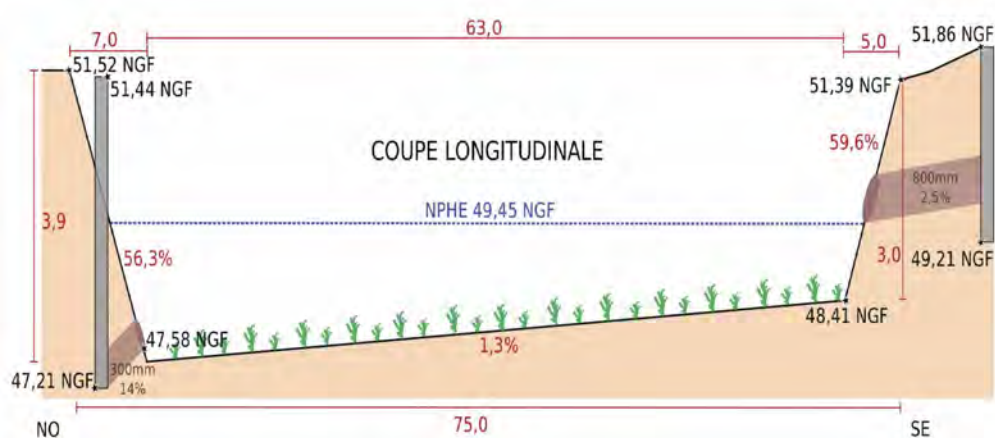 7,0
63,0
5,0
51,86 NGF
51,52 NGF
51,44 NGF
51,39 NGF
COUPE LONGITUDINALE
59,6%
800mm
2,5%
NPHE 49,45 NGF
3,9
56,3%
3,0
49,21 NGF
48,41 NGF
47,58 NGF
1,3%
300mm
14%
47,21 NGF
75,0
NO
SE